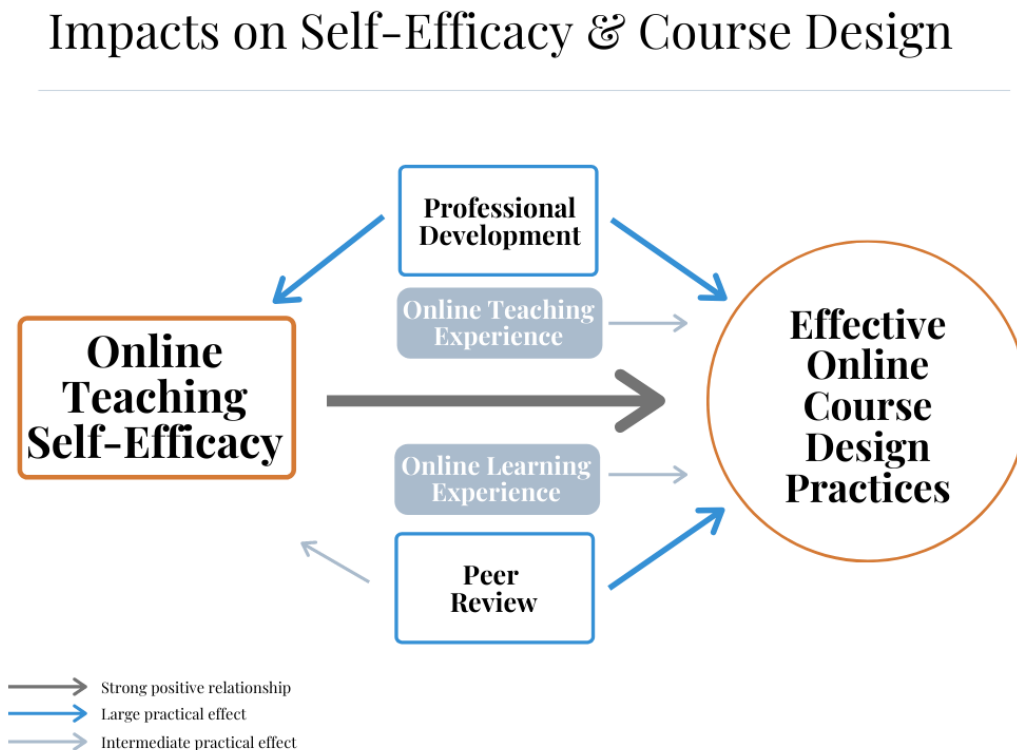 Impacts on Self-Efficacy & Course Design
Professional
Development
Online Teaching
Experience
Online
Teaching
Self-Efficacy
Effective
Online
Course
Design
Practices
Online Learning
Experience
Peer
Review
Strong positive relationship
Large practical effect
Intermediate practical effect